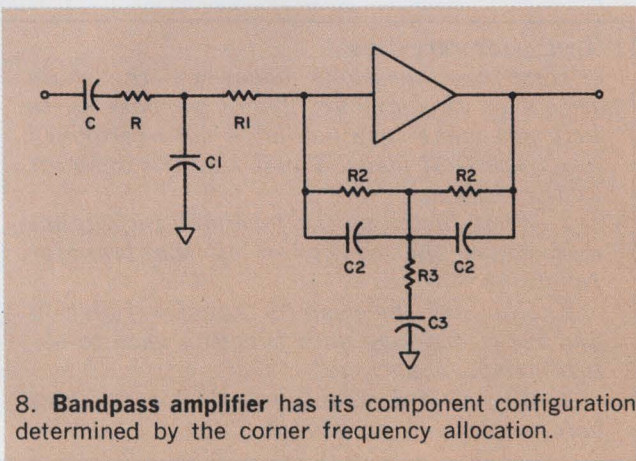 C R R1
C1
R2 R2
C2 C2
R3
C3
8. Bandpass amplifier has its component configuration
determined by the corner frequency allocation.